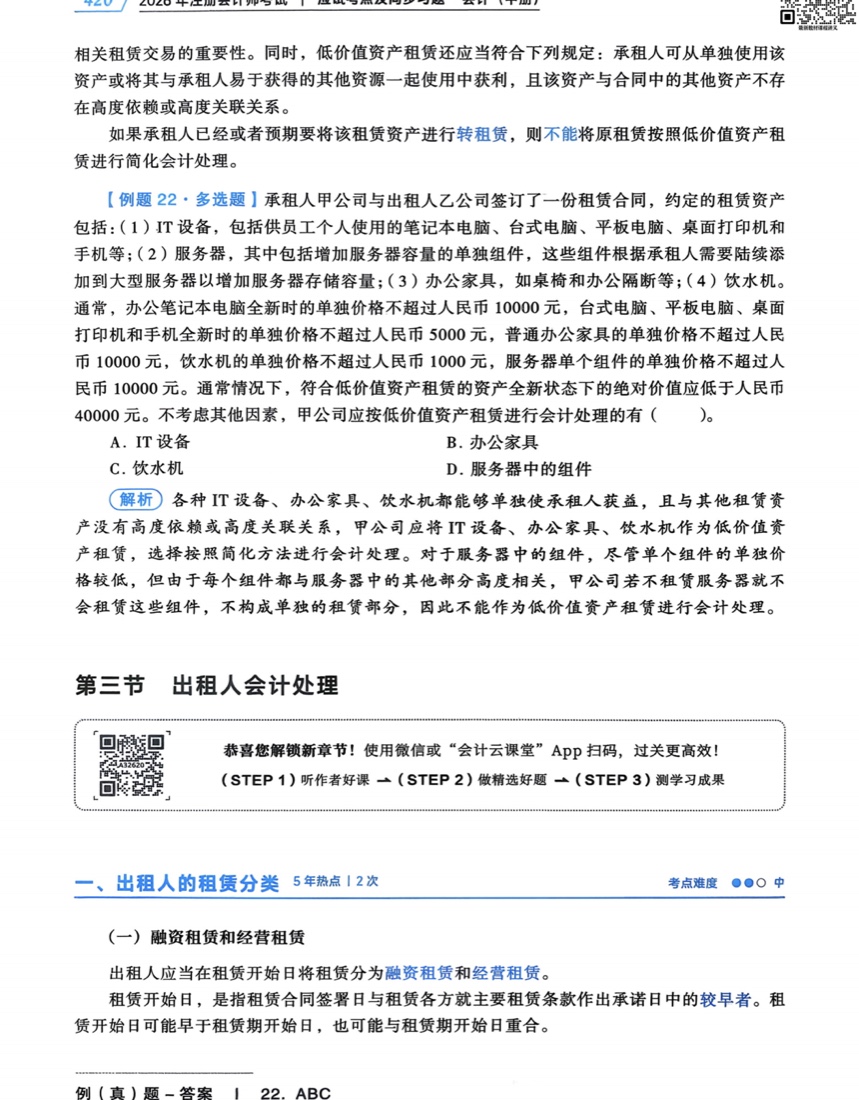 420 2026年注册会计师考试 | 应试考点及同步习题·会计（下册）
相关租赁交易的重要性。同时，低价值资产租赁还应当符合下列规定：承租人可从单独使用该
资产或将其与承租人易于获得的其他资源一起使用中获利，且该资产与合同中的其他资产不存
在高度依赖或高度关联关系。
如果承租人已经或者预期要将该租赁资产进行转租赁，则不能将原租赁按照低价值资产租
赁进行简化会计处理。
【例题 22·多选题】承租人甲公司与出租人乙公司签订了一份租赁合同，约定的租赁资产
包括：（1）IT 设备，包括供员工个人使用的笔记本电脑、台式电脑、平板电脑、桌面打印机和
手机等；（2）服务器，其中包括增加服务器容量的单独组件，这些组件根据承租人需要陆续添
加到大型服务器以增加服务器存储容量；（3）办公家具，如桌椅和办公隔断等；（4）饮水机。
通常，办公笔记本电脑全新时的单独价格不超过人民币 10000 元，台式电脑、平板电脑、桌面
打印机和手机全新时的单独价格不超过人民币 5000 元，普通办公家具的单独价格不超过人民
币 10000 元，饮水机的单独价格不超过人民币 1000 元，服务器单个组件的单独价格不超过人
民币 10000 元。通常情况下，符合低价值资产租赁的资产全新状态下的绝对价值应低于人民币
40000 元。不考虑其他因素，甲公司应按低价值资产租赁进行会计处理的有（　　）。
A. IT 设备 B. 办公家具
C. 饮水机 D. 服务器中的组件
解析 各种 IT 设备、办公家具、饮水机都能够单独使承租人获益，且与其他租赁资
产没有高度依赖或高度关联关系，甲公司应将 IT 设备、办公家具、饮水机作为低价值资
产租赁，选择按照简化方法进行会计处理。对于服务器中的组件，尽管单个组件的单独价
格较低，但由于每个组件都与服务器中的其他部分高度相关，甲公司若不租赁服务器就不
会租赁这些组件，不构成单独的租赁部分，因此不能作为低价值资产租赁进行会计处理。
第三节 出租人会计处理
恭喜您解锁新章节！使用微信或“会计云课堂”App 扫码，过关更高效！
（STEP 1）听作者好课 → （STEP 2）做精选好题 → （STEP 3）测学习成果
一、出租人的租赁分类 5 年热点 | 2 次 考点难度 中
（一）融资租赁和经营租赁
出租人应当在租赁开始日将租赁分为融资租赁和经营租赁。
租赁开始日，是指租赁合同签署日与租赁各方就主要租赁条款作出承诺日中的较早者。租
赁开始日可能早于租赁期开始日，也可能与租赁期开始日重合。
例（真）题－答案 | 22. ABC